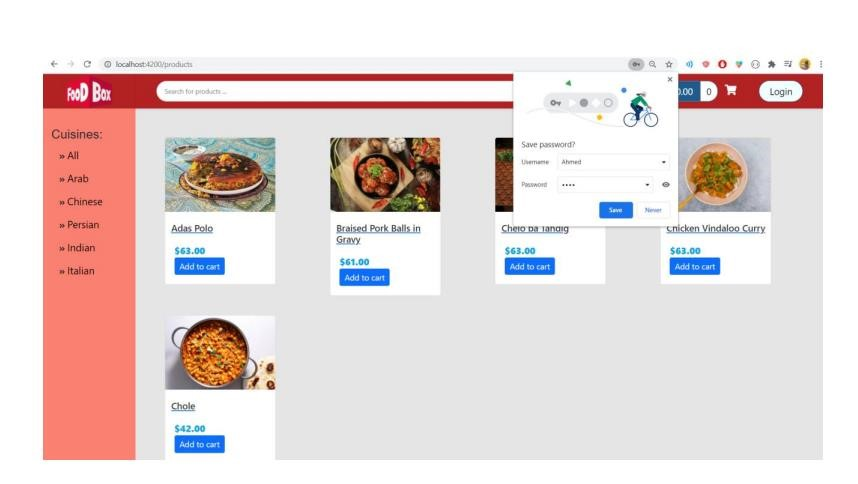 localhost:4200/products
FooD Box
Search for products ...
0.00 0
Login
Save password?
Username Ahmed
Password ••••
Save Never
Cuisines:
» All
» Arab
» Chinese
» Persian
» Indian
» Italian
Adas Polo
$63.00
Add to cart
Braised Pork Balls in
Gravy
$61.00
Add to cart
Chelo ba Tahdig
$63.00
Add to cart
Chicken Vindaloo Curry
$63.00
Add to cart
Chole
$42.00
Add to cart